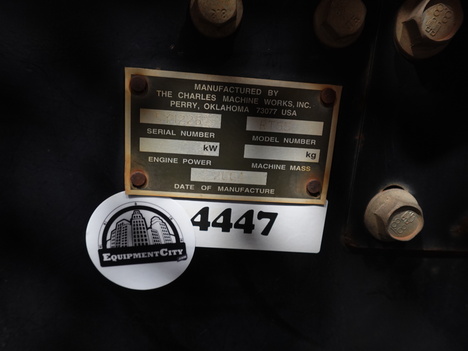 MANUFACTURED BY
THE CHARLES MACHINE WORKS, INC.
PERRY, OKLAHOMA 73077 USA
SERIAL NUMBER
MODEL NUMBER
kW
kg
ENGINE POWER
MACHINE MASS
DATE OF MANUFACTURE
4447
EQUIPMENTCITY